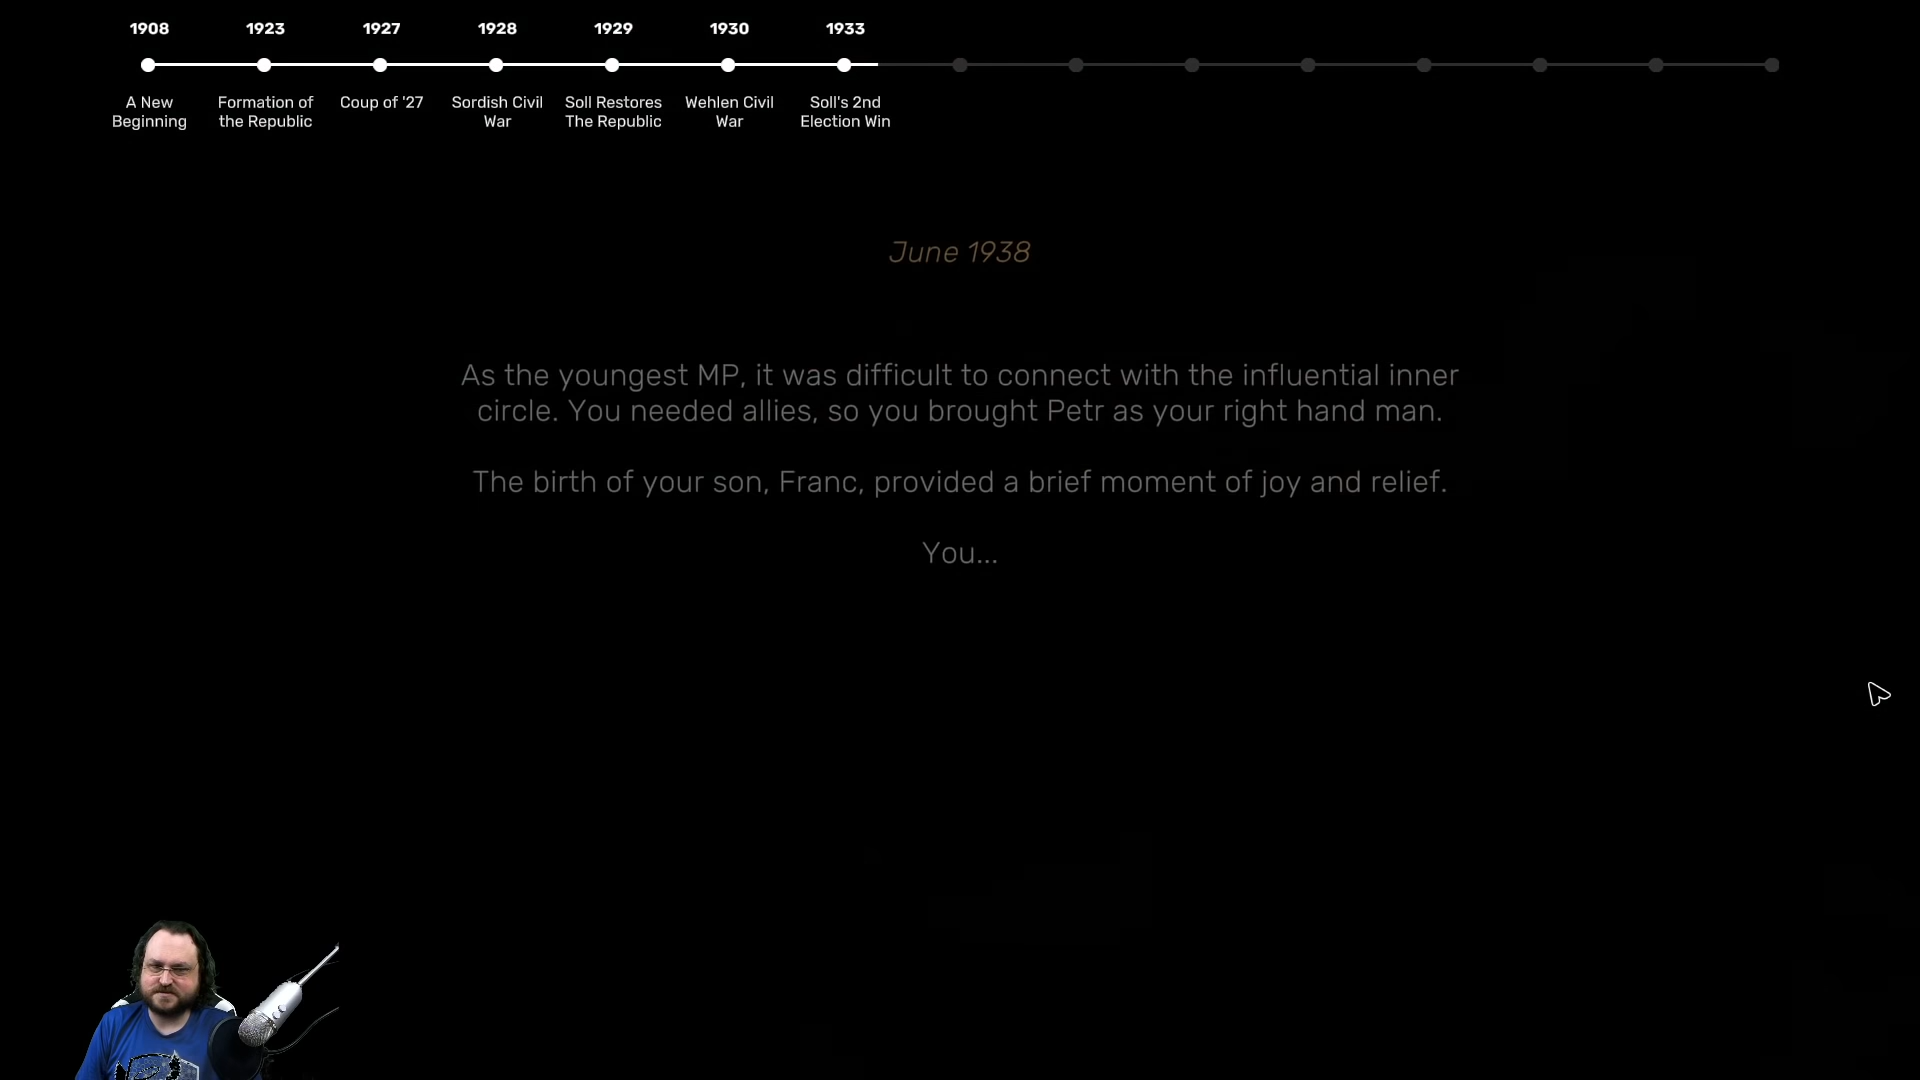 1908 1923 1927 1928 1929 1930 1933
A New Formation of Coup of '27 Sordish Civil Soll Restores Wehlen Civil Soll's 2nd
Beginning the Republic War The Republic War Election Win
June 1938
As the youngest MP, it was difficult to connect with the influential inner
circle. You needed allies, so you brought Petr as your right hand man.
The birth of your son, Franc, provided a brief moment of joy and relief.
You...